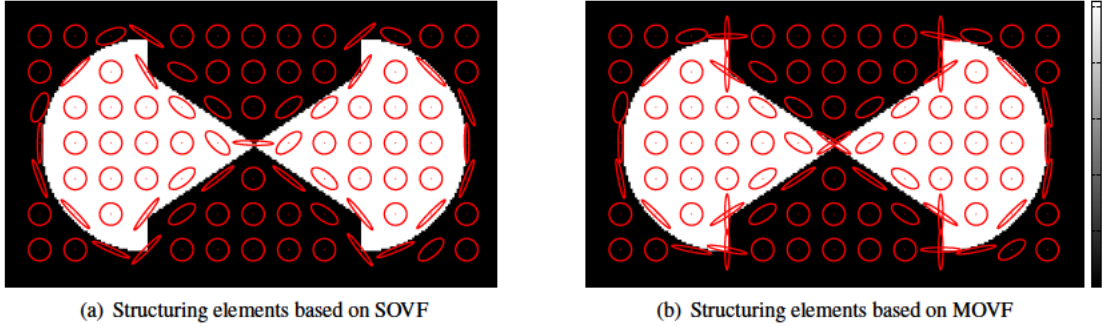 (a) Structuring elements based on SOVF
(b) Structuring elements based on MOVF